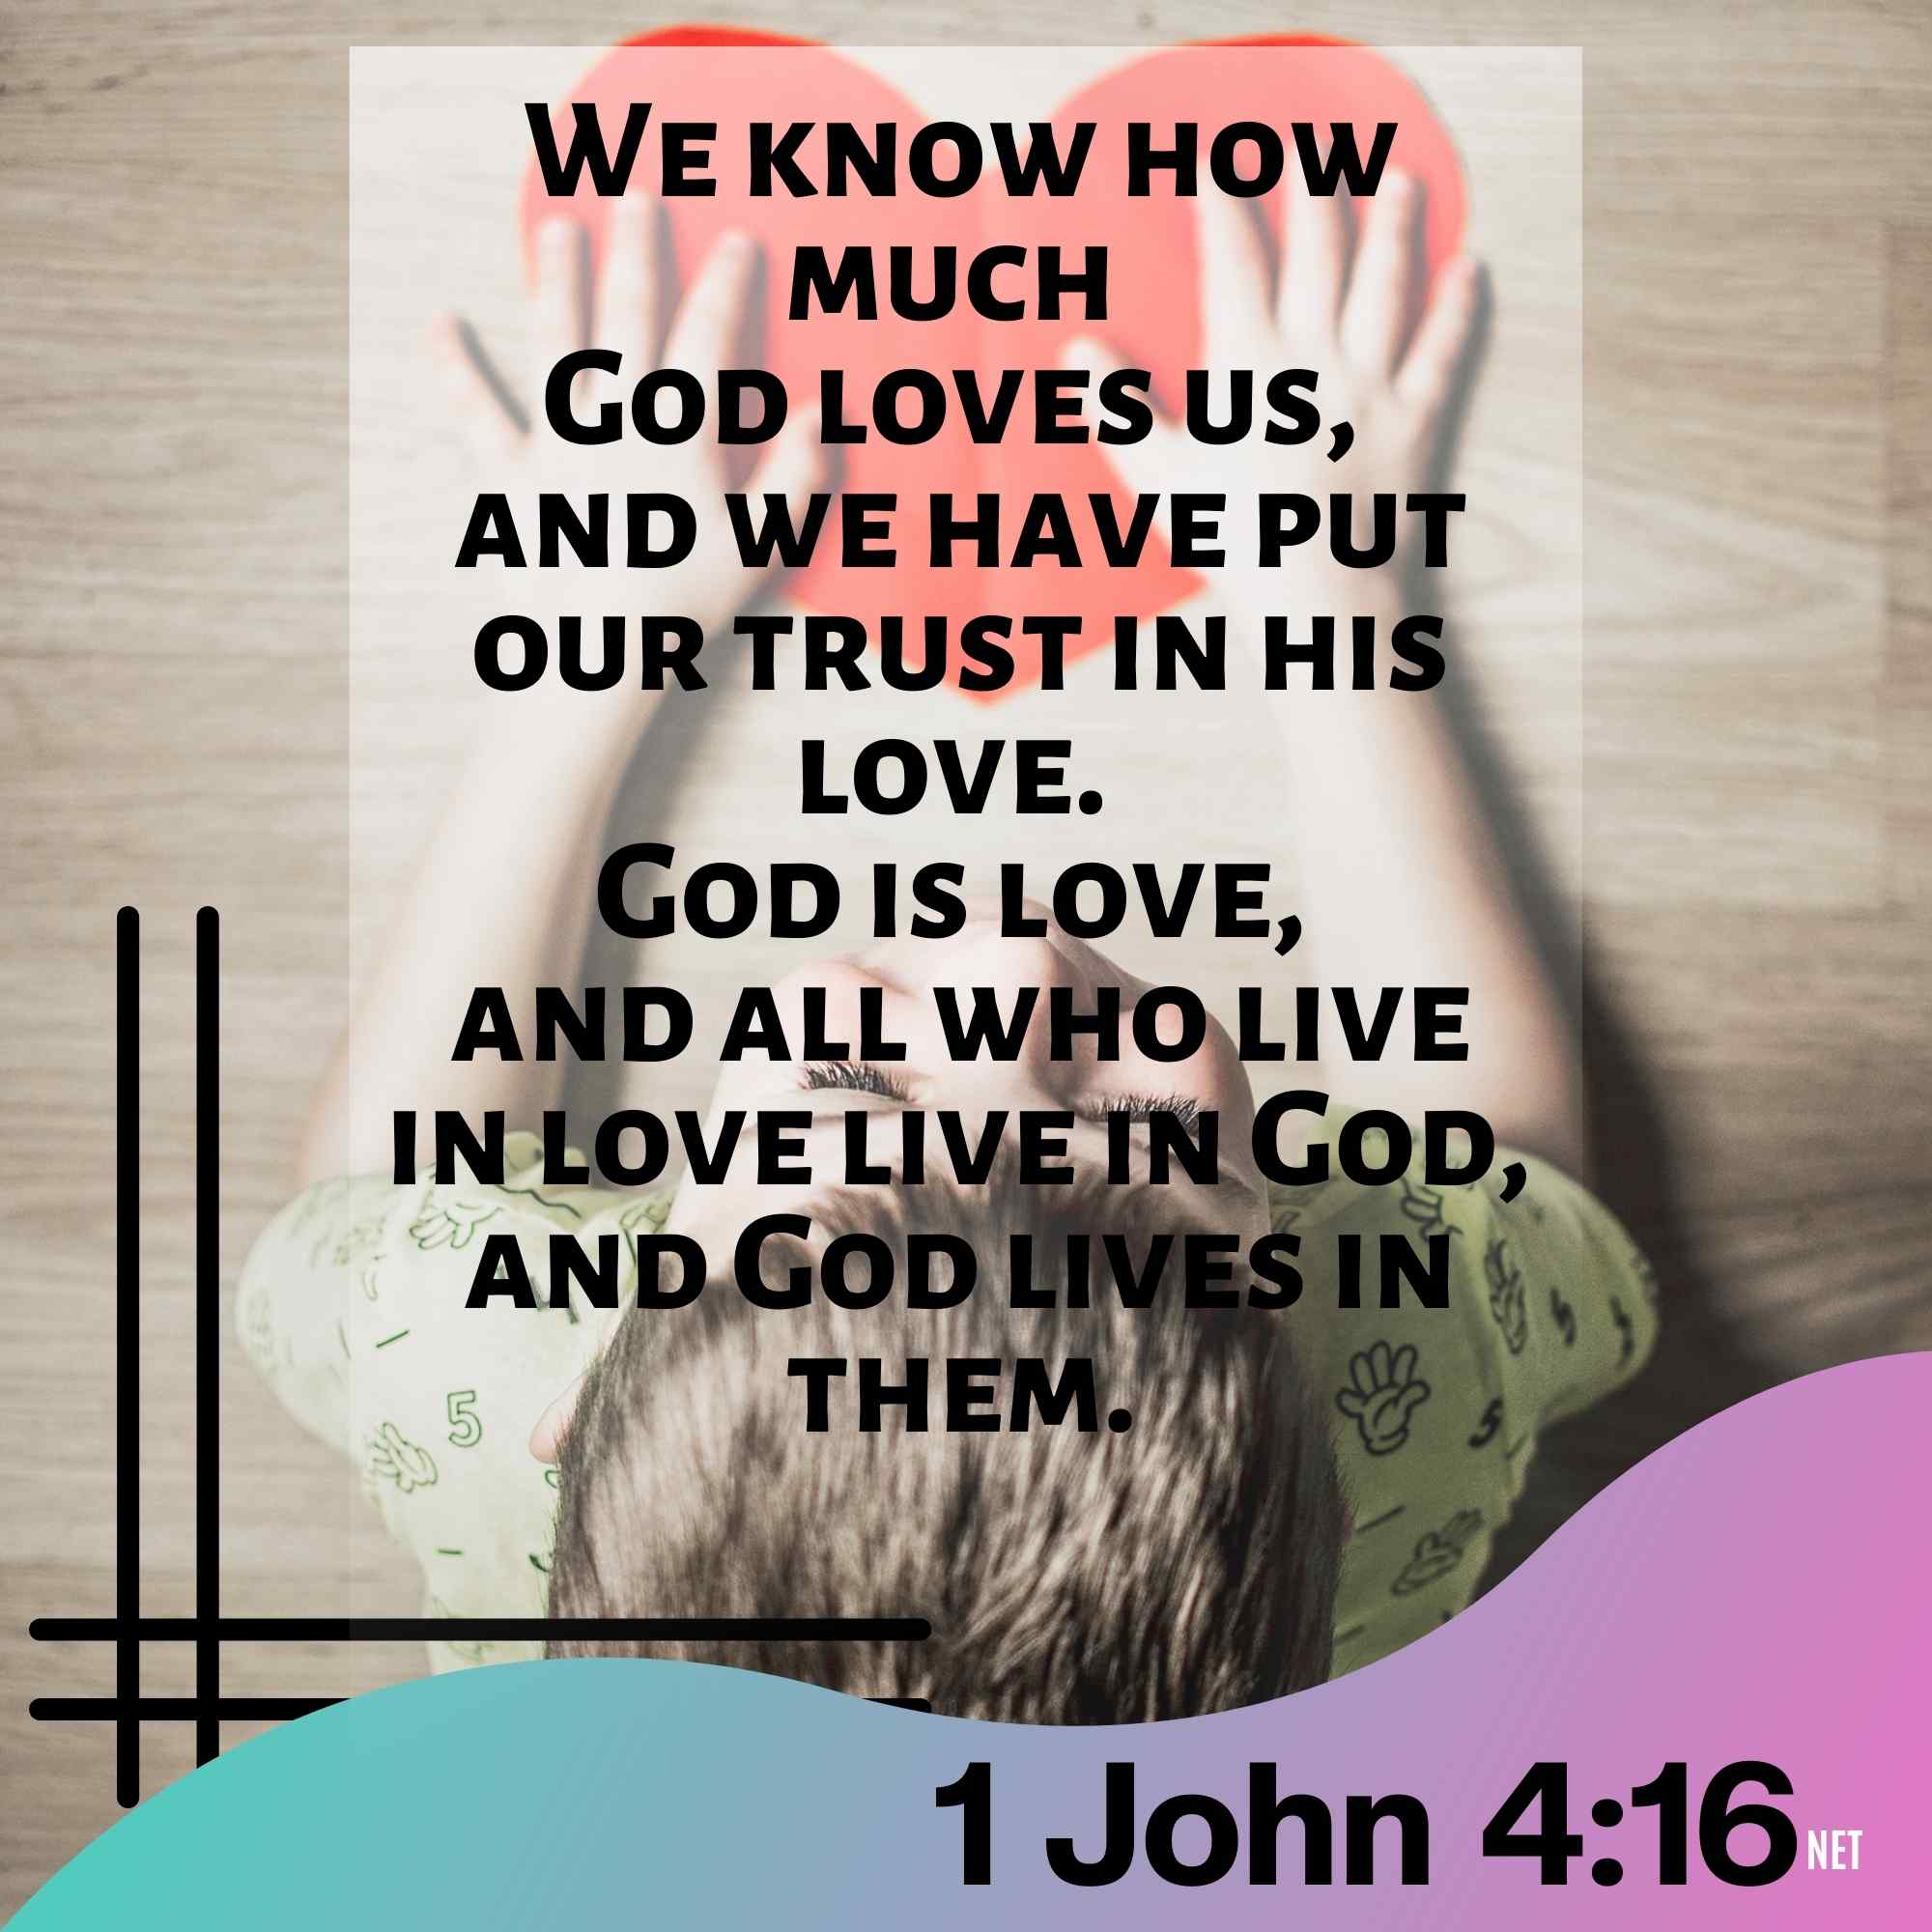 We know how
much
God loves us,
and we have put
our trust in his
love.
God is love,
and all who live
in love live in God,
and God lives in
them.
1 John 4:16 NET
5
5